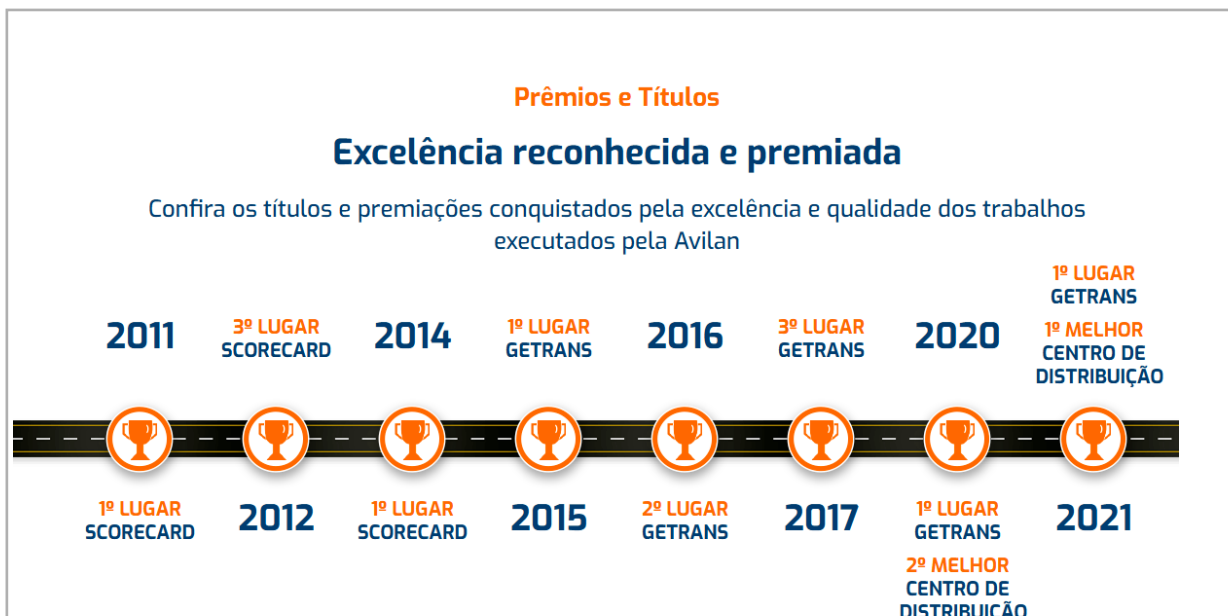 Prêmios e Títulos
Excelência reconhecida e premiada
Confira os títulos e premiações conquistados pela excelência e qualidade dos trabalhos
executados pela Avilan
2011
1º LUGAR
SCORECARD
3º LUGAR
SCORECARD
2012
2014
1º LUGAR
SCORECARD
1º LUGAR
GETRANS
2015
2016
2º LUGAR
GETRANS
3º LUGAR
GETRANS
2017
2020
1º LUGAR
GETRANS
2º MELHOR
CENTRO DE
DISTRIBUIÇÃO
1º LUGAR
GETRANS
1º MELHOR
CENTRO DE
DISTRIBUIÇÃO
2021